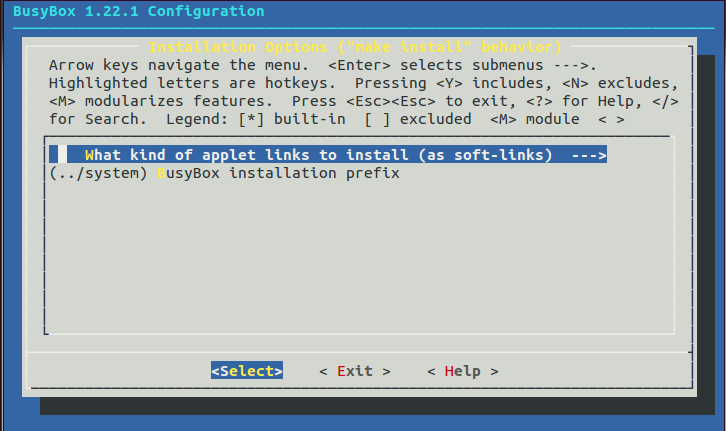 BusyBox 1.22.1 Configuration
Installation Options ("make install" behavior)
Arrow keys navigate the menu.  <Enter> selects submenus --->.
Highlighted letters are hotkeys.  Pressing <Y> includes, <N> excludes,
<M> modularizes features.  Press <Esc><Esc> to exit, <?> for Help, </>
for Search.  Legend: [*] built-in  [ ] excluded  <M> module  < >
What kind of applet links to install (as soft-links)  --->
(../system) BusyBox installation prefix
<Select>    < Exit >    < Help >